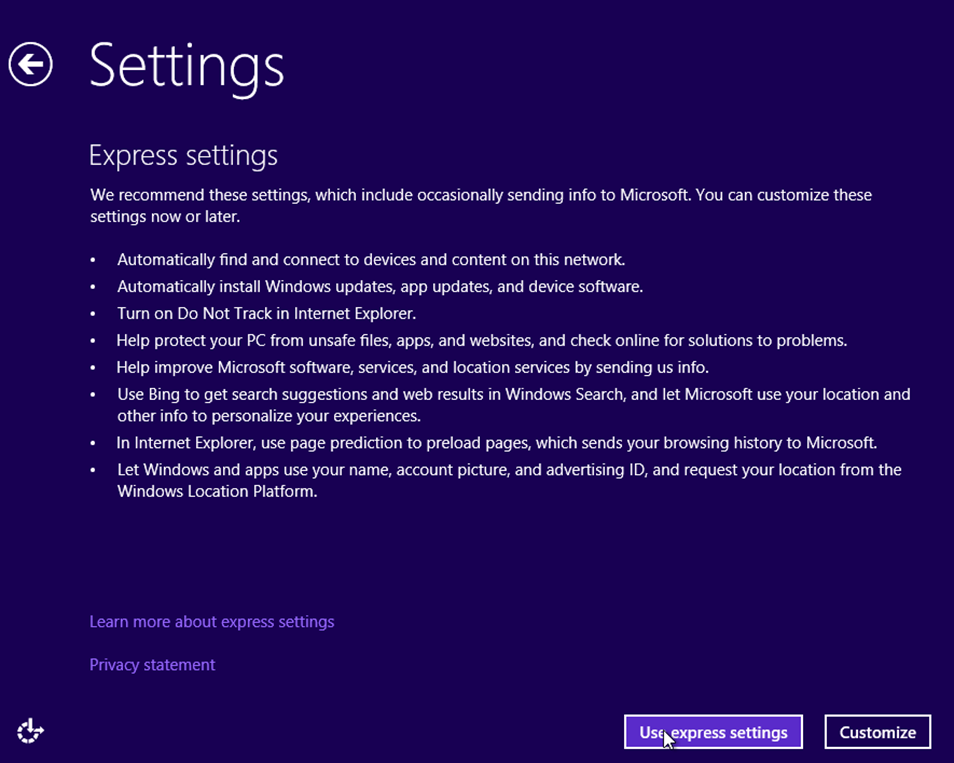 Settings
Express settings
We recommend these settings, which include occasionally sending info to Microsoft. You can customize these
settings now or later.
• Automatically find and connect to devices and content on this network.
• Automatically install Windows updates, app updates, and device software.
• Turn on Do Not Track in Internet Explorer.
• Help protect your PC from unsafe files, apps, and websites, and check online for solutions to problems.
• Help improve Microsoft software, services, and location services by sending us info.
• Use Bing to get search suggestions and web results in Windows Search, and let Microsoft use your location and
other info to personalize your experiences.
• In Internet Explorer, use page prediction to preload pages, which sends your browsing history to Microsoft.
• Let Windows and apps use your name, account picture, and advertising ID, and request your location from the
Windows Location Platform.
Learn more about express settings
Privacy statement
Use express settings
Customize